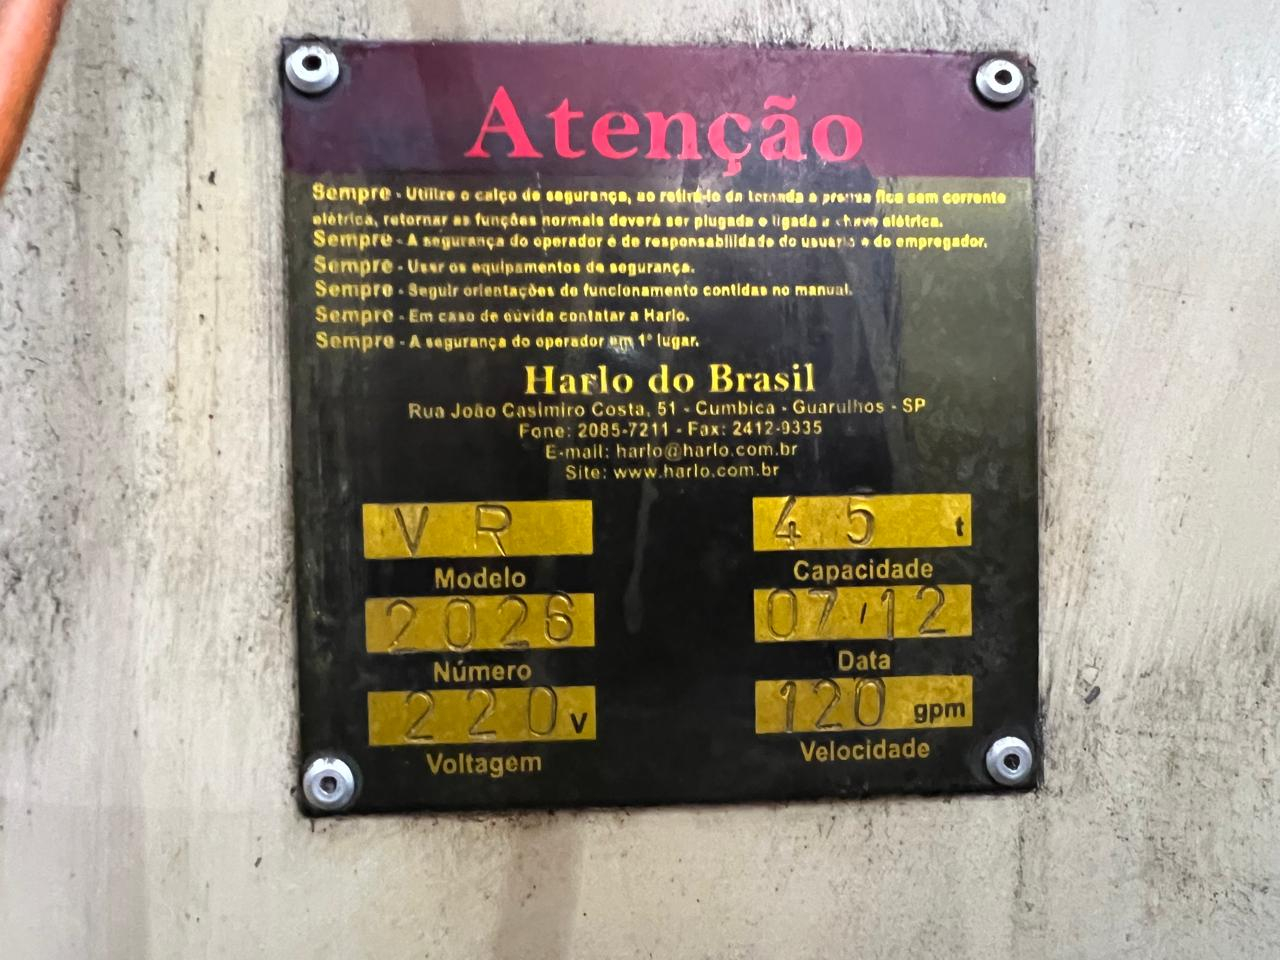 Atenção
Sempre - Utilize o calço de segurança, ao retirá-lo da tomada a prensa fica sem corrente
elétrica, retornar as funções normais deverá ser plugada e ligada a chave elétrica.
Sempre - A segurança do operador é de responsabilidade do usuário e do empregador.
Sempre - Usar os equipamentos de segurança.
Sempre - Seguir orientações de funcionamento contidas no manual.
Sempre - Em caso de dúvida contatar a Harlo.
Sempre - A segurança do operador em 1º lugar.
Harlo do Brasil
Rua João Casimiro Costa, 51 - Cumbica - Guarulhos - SP
Fone: 2085-7211 - Fax: 2412-9335
E-mail: harlo@harlo.com.br
Site: www.harlo.com.br
VR 45 t
Modelo Capacidade
2026 07/12
Número Data
220 V 120 gpm
Voltagem Velocidade